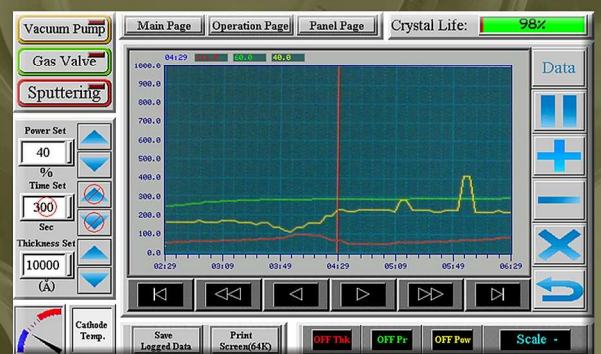 Vacuum Pump
Main Page
Operation Page
Panel Page
Crystal Life:
98%
Gas Valve
Sputtering
04:29
60.0
40.0
Data
1000.0
900.0
800.0
700.0
600.0
500.0
400.0
300.0
200.0
100.0
0.0
02:29
03:09
03:49
04:29
05:09
05:49
06:29
Power Set
40
%
Time Set
300
Sec
Thickness Set
10000
(Å)
Cathode
Temp.
Save
Logged Data
Print
Screen(64K)
OFF Thk
OFF Pr
OFF Pow
Scale -